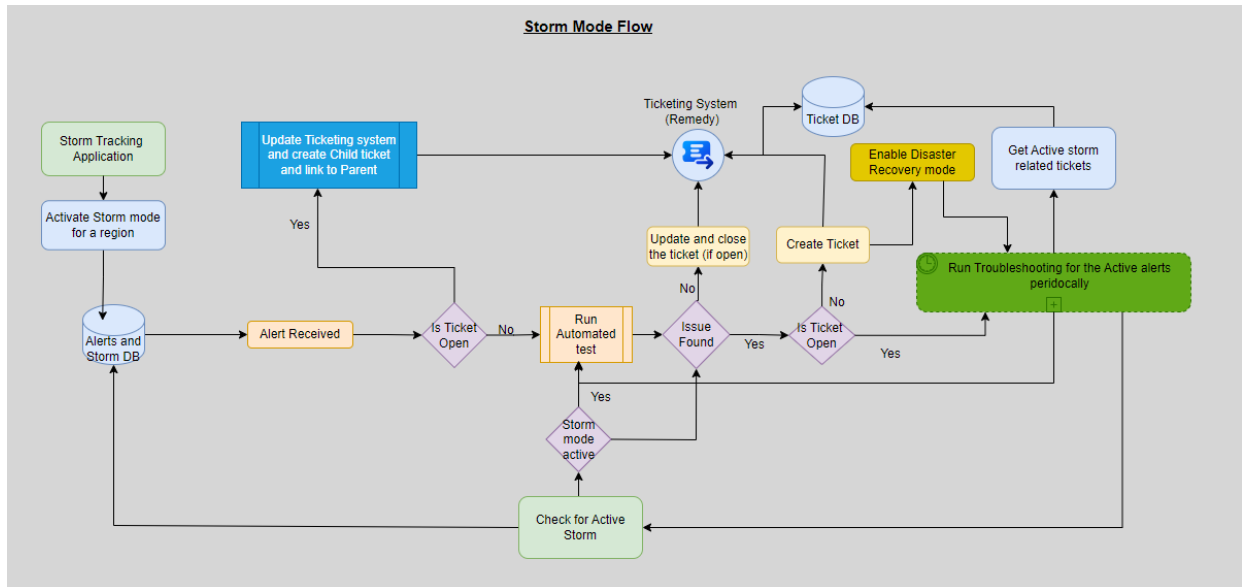 Storm Mode Flow
Ticketing System
(Remedy)
Ticket DB
Storm Tracking
Application
Update Ticketing system
and create Child ticket
and link to Parent
Enable Disaster
Recovery mode
Get Active storm
related tickets
Activate Storm mode
for a region
Yes
Update and close
the ticket (if open)
Create Ticket
Run Troubleshooting for the Active alerts
peridocally
No
No
Alerts and
Storm DB
Alert Received
Is Ticket
Open
No
Run
Automated
test
Issue
Found
Yes
Is Ticket
Open
Yes
Yes
Storm
mode
active
Check for Active
Storm